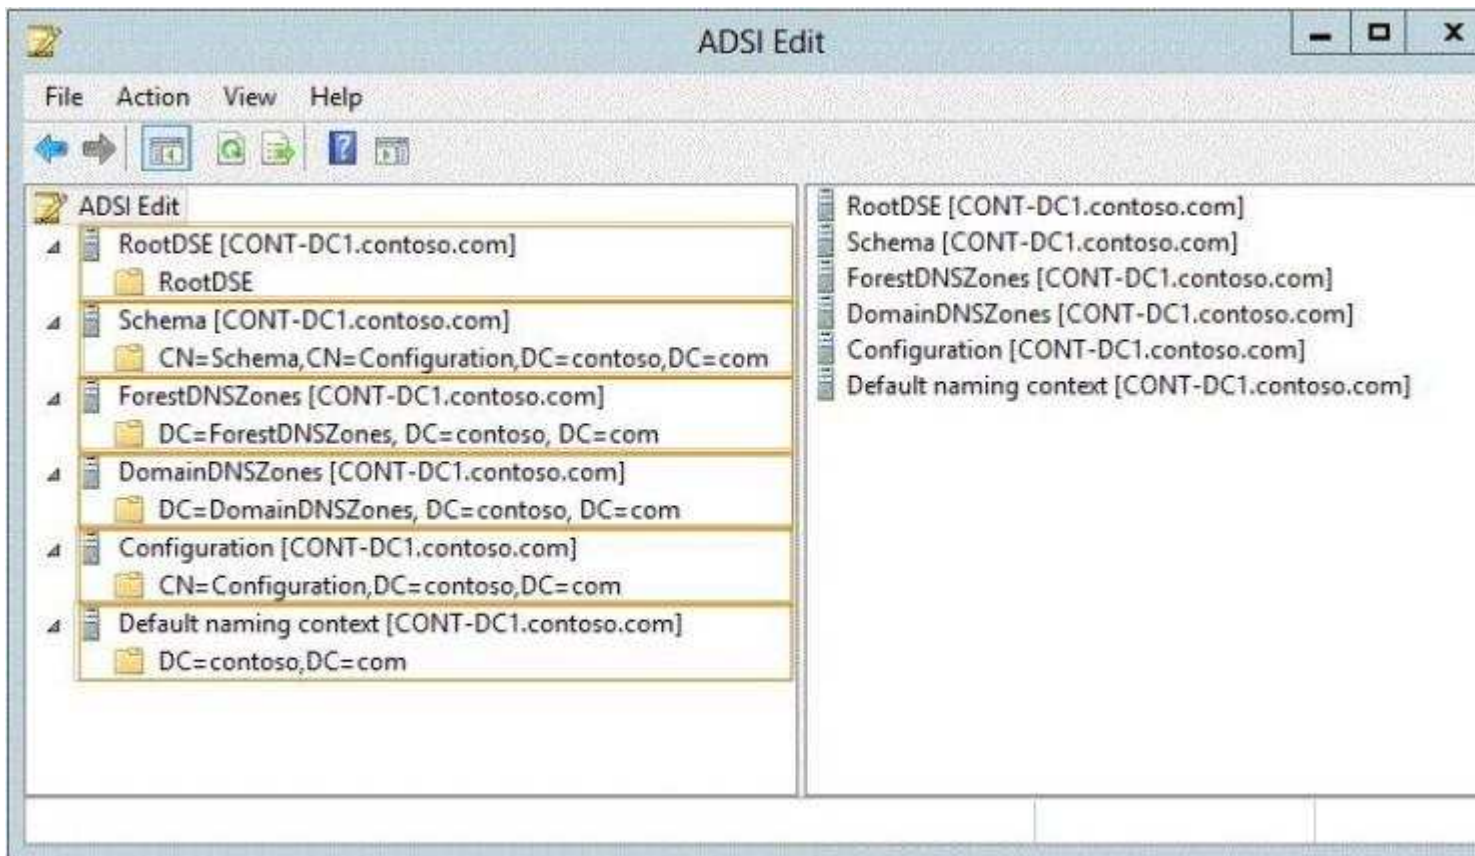 ADSI Edit
File Action View Help
ADSI Edit
RootDSE [CONT-DC1.contoso.com]
RootDSE
Schema [CONT-DC1.contoso.com]
CN=Schema,CN=Configuration,DC=contoso,DC=com
ForestDNSZones [CONT-DC1.contoso.com]
DC=ForestDNSZones, DC=contoso, DC=com
DomainDNSZones [CONT-DC1.contoso.com]
DC=DomainDNSZones, DC=contoso, DC=com
Configuration [CONT-DC1.contoso.com]
CN=Configuration,DC=contoso,DC=com
Default naming context [CONT-DC1.contoso.com]
DC=contoso,DC=com
RootDSE [CONT-DC1.contoso.com]
Schema [CONT-DC1.contoso.com]
ForestDNSZones [CONT-DC1.contoso.com]
DomainDNSZones [CONT-DC1.contoso.com]
Configuration [CONT-DC1.contoso.com]
Default naming context [CONT-DC1.contoso.com]